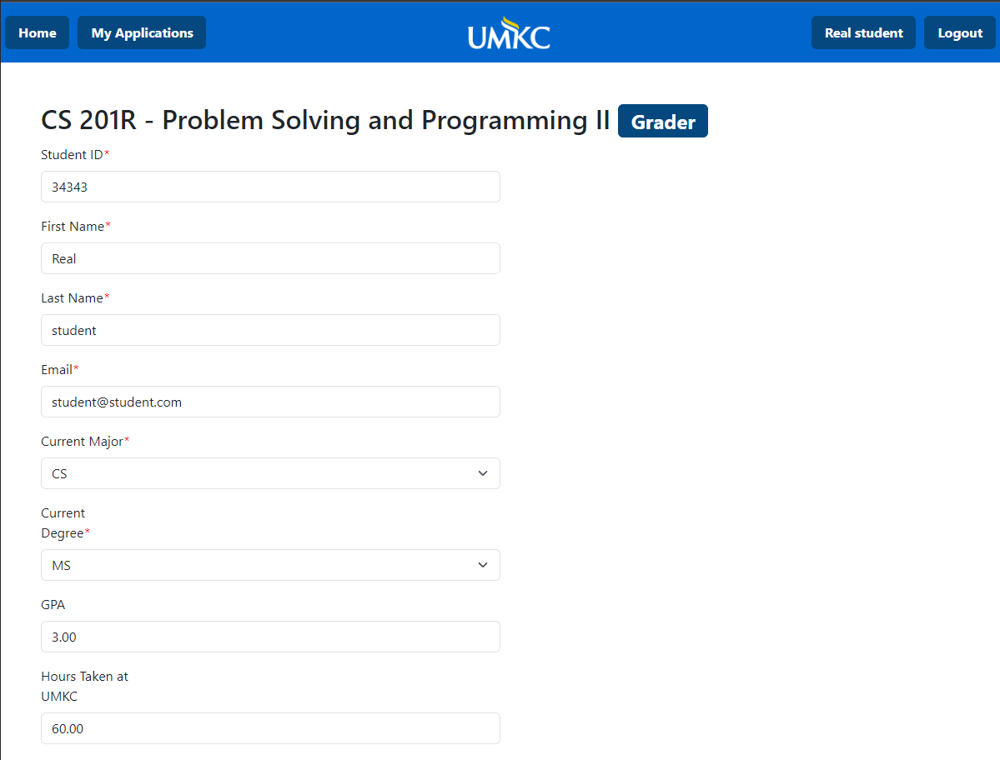 Home My Applications UMKC Real student Logout
CS 201R - Problem Solving and Programming II Grader
Student ID*
34343
First Name*
Real
Last Name*
student
Email*
student@student.com
Current Major*
CS
Current
Degree*
MS
GPA
3.00
Hours Taken at
UMKC
60.00